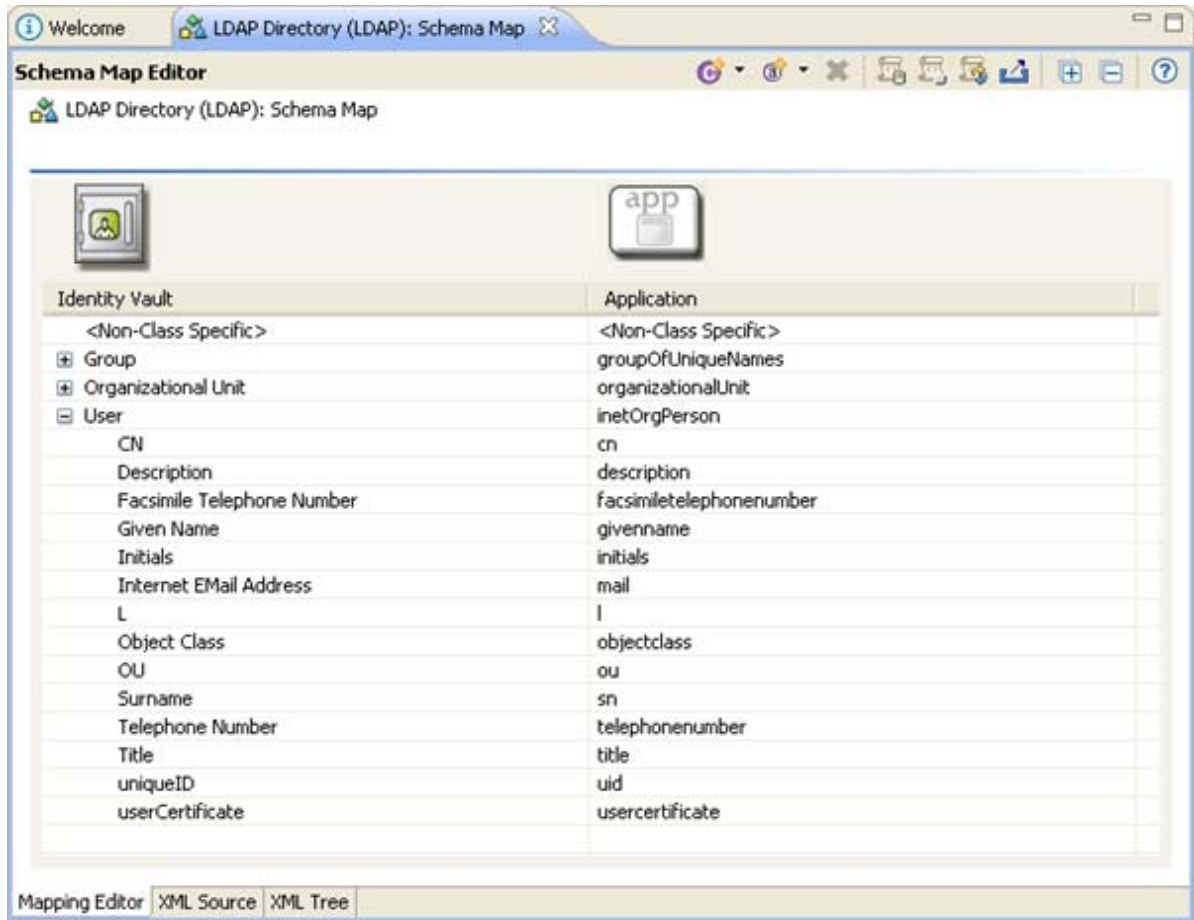 Welcome LDAP Directory (LDAP): Schema Map
Schema Map Editor
LDAP Directory (LDAP): Schema Map
app
Identity Vault Application
<Non-Class Specific> <Non-Class Specific>
Group groupOfUniqueNames
Organizational Unit organizationalUnit
User inetOrgPerson
CN cn
Description description
Facsimile Telephone Number facsimiletelephonenumber
Given Name givenname
Initials initials
Internet EMail Address mail
L l
Object Class objectclass
OU ou
Surname sn
Telephone Number telephonenumber
Title title
uniqueID uid
userCertificate usercertificate
Mapping Editor XML Source XML Tree